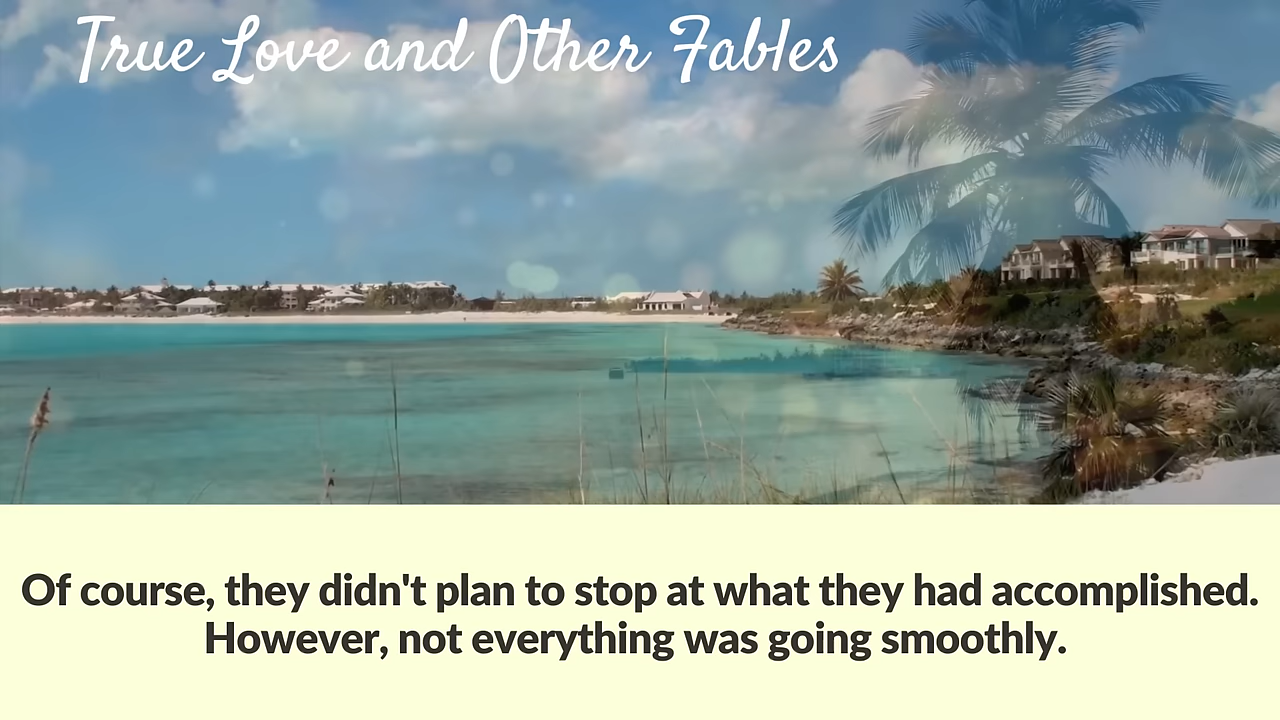 True Love and Other Fables
Of course, they didn't plan to stop at what they had accomplished.
However, not everything was going smoothly.